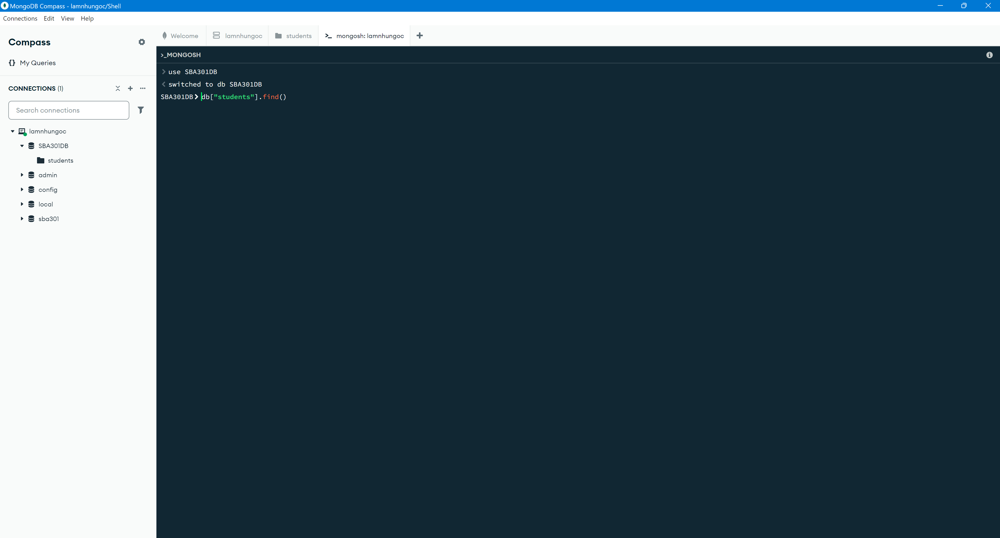 MongoDB Compass - lamnhungoc/Shell
Connections Edit View Help
Compass
{} My Queries
CONNECTIONS (1)
Search connections
lamnhungoc
SBA301DB
students
admin
config
local
sba301
Welcome
lamnhungoc
students
>_ mongosh: lamnhungoc
>_MONGOSH
> use SBA301DB
< switched to db SBA301DB
SBA301DB> db["students"].find()